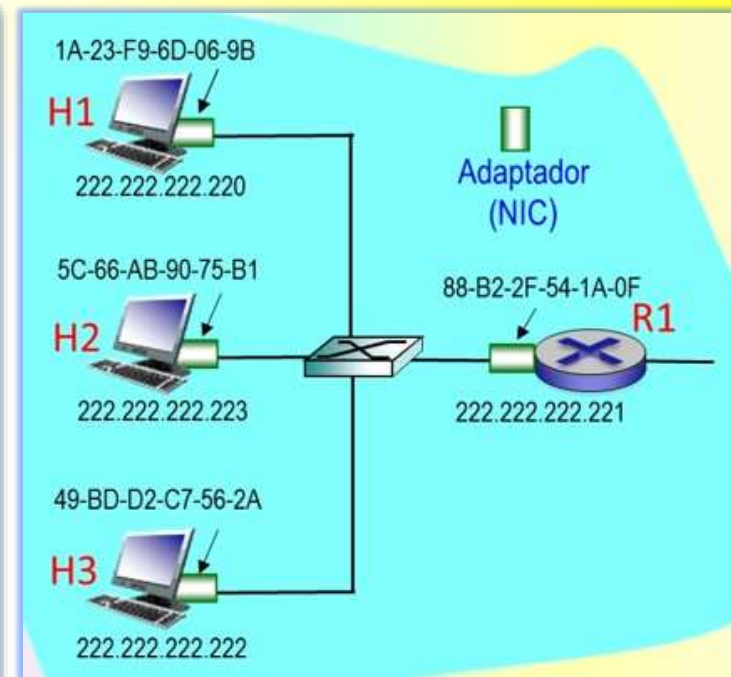 1A-23-F9-6D-06-9B
H1
222.222.222.220
Adaptador
(NIC)
5C-66-AB-90-75-B1
H2
222.222.222.223
88-B2-2F-54-1A-0F
R1
222.222.222.221
49-BD-D2-C7-56-2A
H3
222.222.222.222